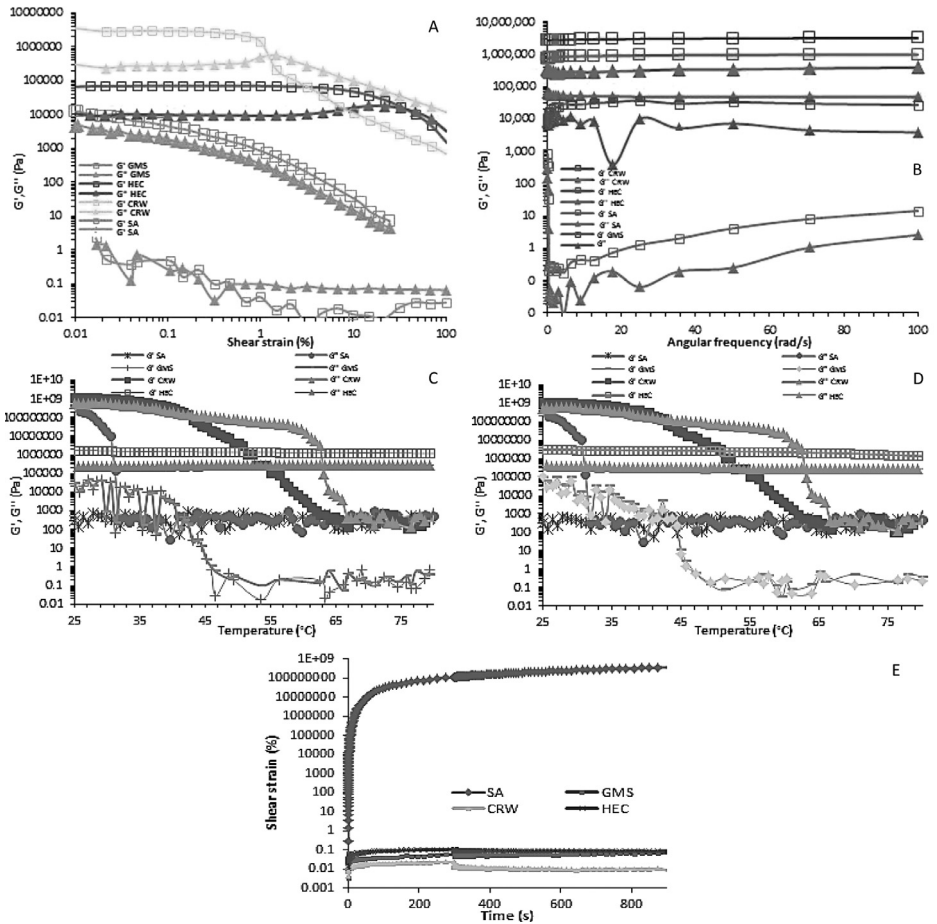 A
10000000
1000000
100000
10000
1000
100
10
1
0.1
0.01
G', G'' (Pa)
G' GMS
G'' GMS
G' HEC
G'' HEC
G' CRW
G'' CRW
G' SA
G' SA
0.01 0.1 1 10 100
Shear strain (%)
B
10,000,000
1,000,000
100,000
10,000
1,000
100
10
1
0
0
G', G'' (Pa)
G' CRW
G'' CRW
G' HEC
G'' HEC
G' SA
G'' SA
G' GMS
G''
0 20 40 60 80 100
Angular frequency (rad/s)
G' SA G'' SA
G' GMS G'' GMS
G' CRW G'' CRW
G' HEC G'' HEC
C
1E+10
1E+09
100000000
10000000
1000000
100000
10000
1000
100
10
1
0.1
0.01
G', G'' (Pa)
25 35 45 55 65 75
Temperature (°C)
G' SA G'' SA
G' GMS G'' GMS
G' CRW G'' CRW
G' HEC G'' HEC
D
1E+10
1E+09
100000000
10000000
1000000
100000
10000
1000
100
10
1
0.1
0.01
G', G'' (Pa)
25 35 45 55 65 75
Temperature (°C)
E
1E+09
100000000
10000000
1000000
100000
10000
1000
100
10
1
0.1
0.01
0.001
Shear strain (%)
SA GMS
CRW HEC
0 200 400 600 800
Time (s)